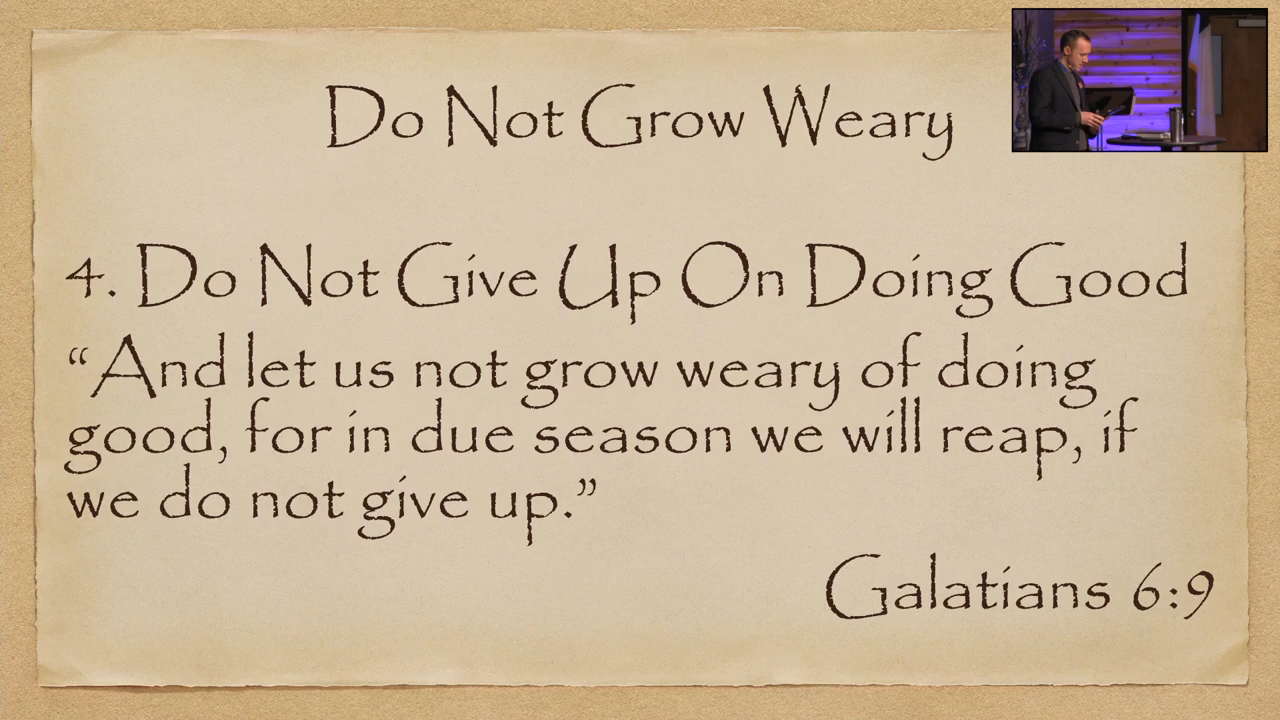 Do Not Grow Weary
4. Do Not Give Up On Doing Good
“And let us not grow weary of doing
good, for in due season we will reap, if
we do not give up.”
Galatians 6:9